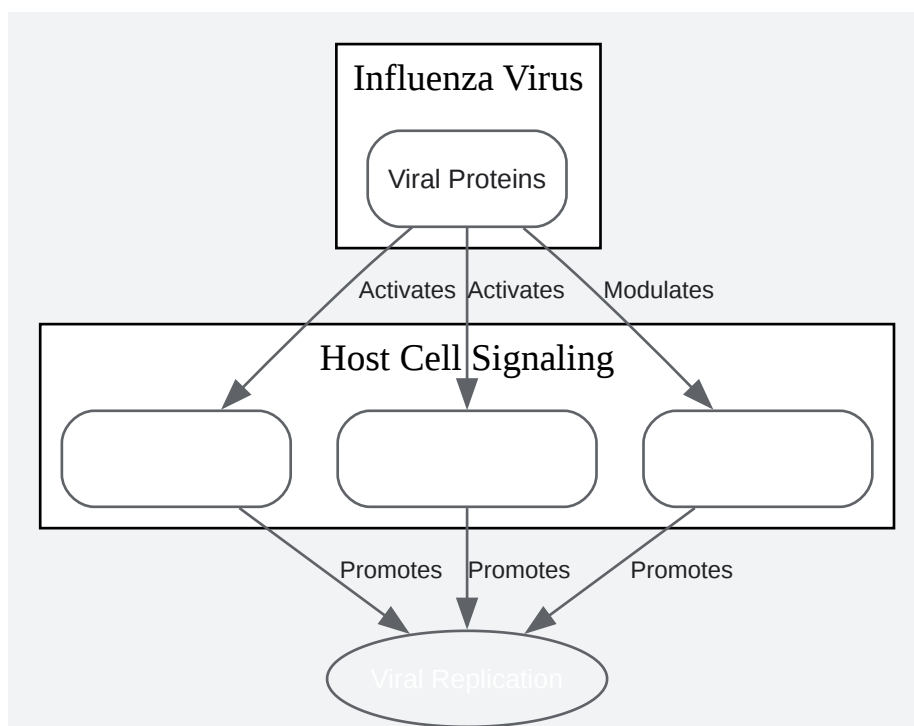 Influenza Virus
Viral Proteins
Activates
Activates
Modulates
Host Cell Signaling
Promotes
Promotes
Promotes
Viral Replication